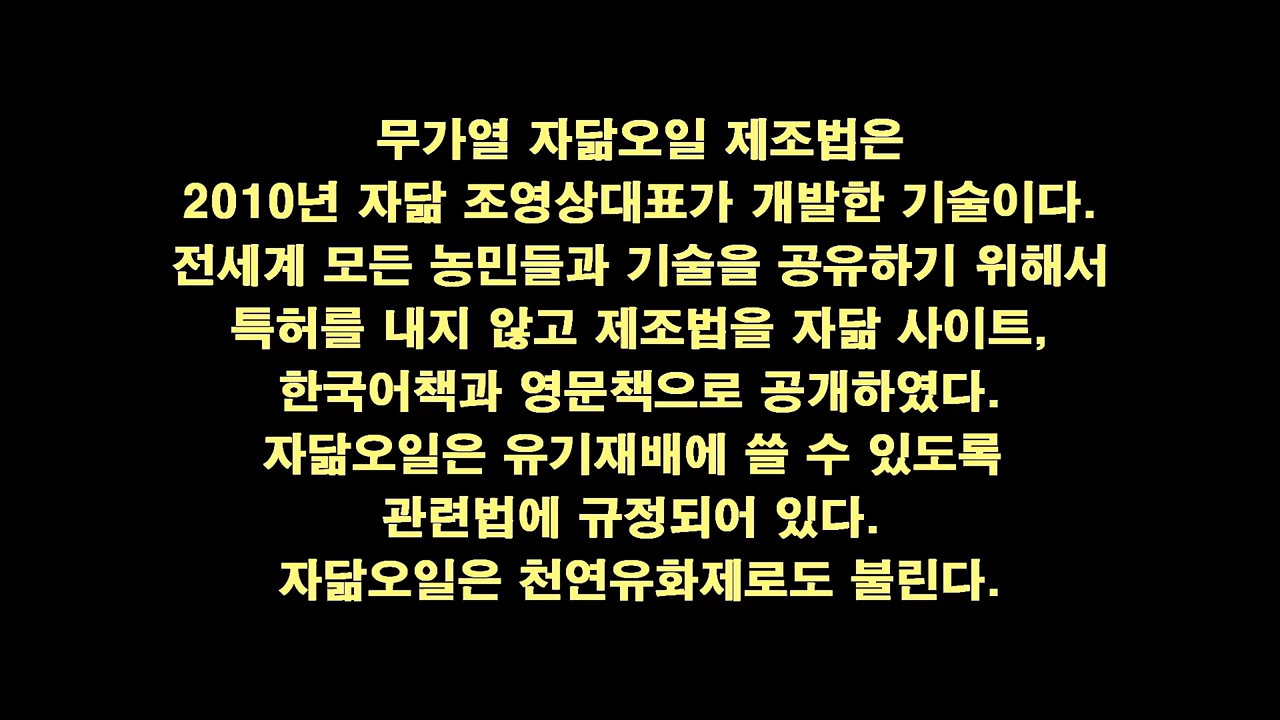 무가열 자닮오일 제조법은
2010년 자닮 조영상대표가 개발한 기술이다.
전세계 모든 농민들과 기술을 공유하기 위해서
특허를 내지 않고 제조법을 자닮 사이트,
한국어책과 영문책으로 공개하였다.
자닮오일은 유기재배에 쓸 수 있도록
관련법에 규정되어 있다.
자닮오일은 천연유화제로도 불린다.